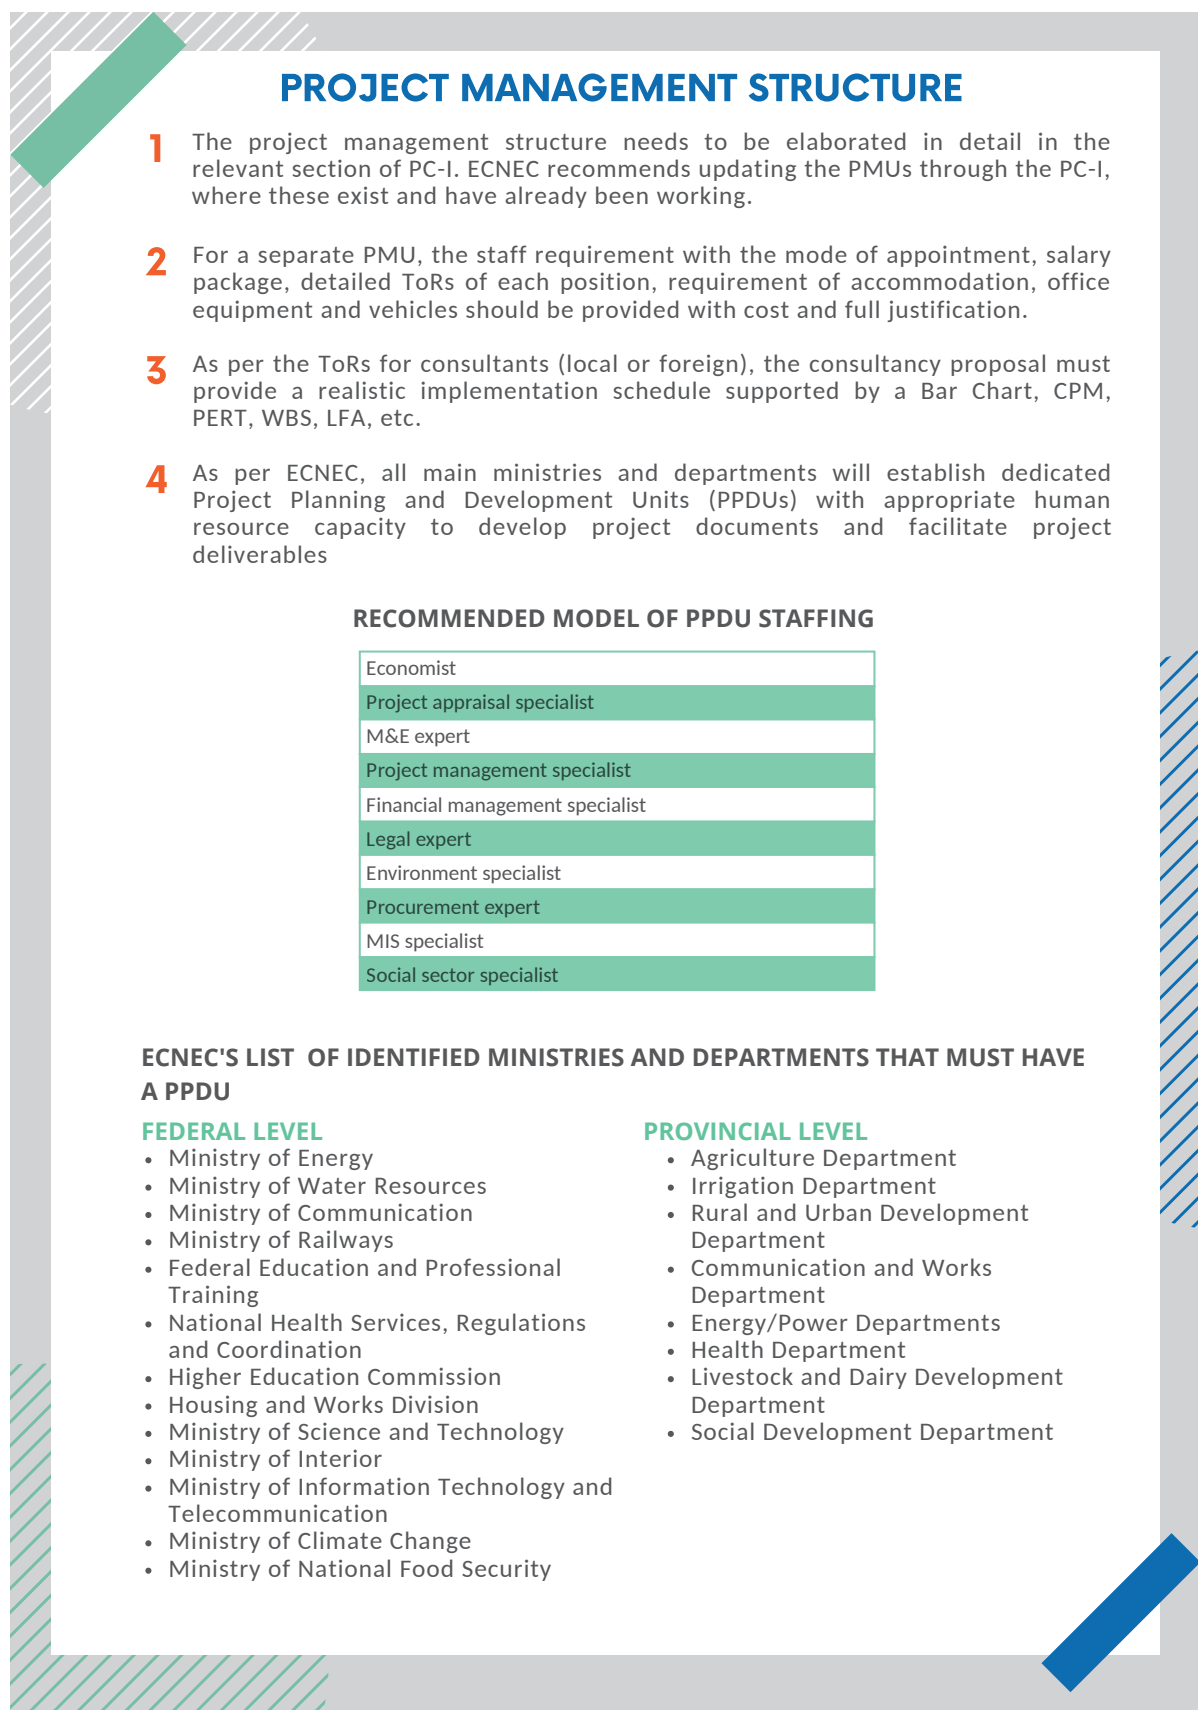 PROJECT MANAGEMENT STRUCTURE
1
The project management structure needs to be elaborated in detail in the
relevant section of PC-I. ECNEC recommends updating the PMUs through the PC-I,
where these exist and have already been working.
2
For a separate PMU, the staff requirement with the mode of appointment, salary
package, detailed ToRs of each position, requirement of accommodation, office
equipment and vehicles should be provided with cost and full justification.
3
As per the ToRs for consultants (local or foreign), the consultancy proposal must
provide a realistic implementation schedule supported by a Bar Chart, CPM,
PERT, WBS, LFA, etc.
4
As per ECNEC, all main ministries and departments will establish dedicated
Project Planning and Development Units (PPDUs) with appropriate human
resource capacity to develop project documents and facilitate project
deliverables
RECOMMENDED MODEL OF PPDU STAFFING
Economist
Project appraisal specialist
M&E expert
Project management specialist
Financial management specialist
Legal expert
Environment specialist
Procurement expert
MIS specialist
Social sector specialist
ECNEC'S LIST OF IDENTIFIED MINISTRIES AND DEPARTMENTS THAT MUST HAVE
A PPDU
FEDERAL LEVEL
• Ministry of Energy
• Ministry of Water Resources
• Ministry of Communication
• Ministry of Railways
• Federal Education and Professional
Training
• National Health Services, Regulations
and Coordination
• Higher Education Commission
• Housing and Works Division
• Ministry of Science and Technology
• Ministry of Interior
• Ministry of Information Technology and
Telecommunication
• Ministry of Climate Change
• Ministry of National Food Security
PROVINCIAL LEVEL
• Agriculture Department
• Irrigation Department
• Rural and Urban Development
Department
• Communication and Works
Department
• Energy/Power Departments
• Health Department
• Livestock and Dairy Development
Department
• Social Development Department